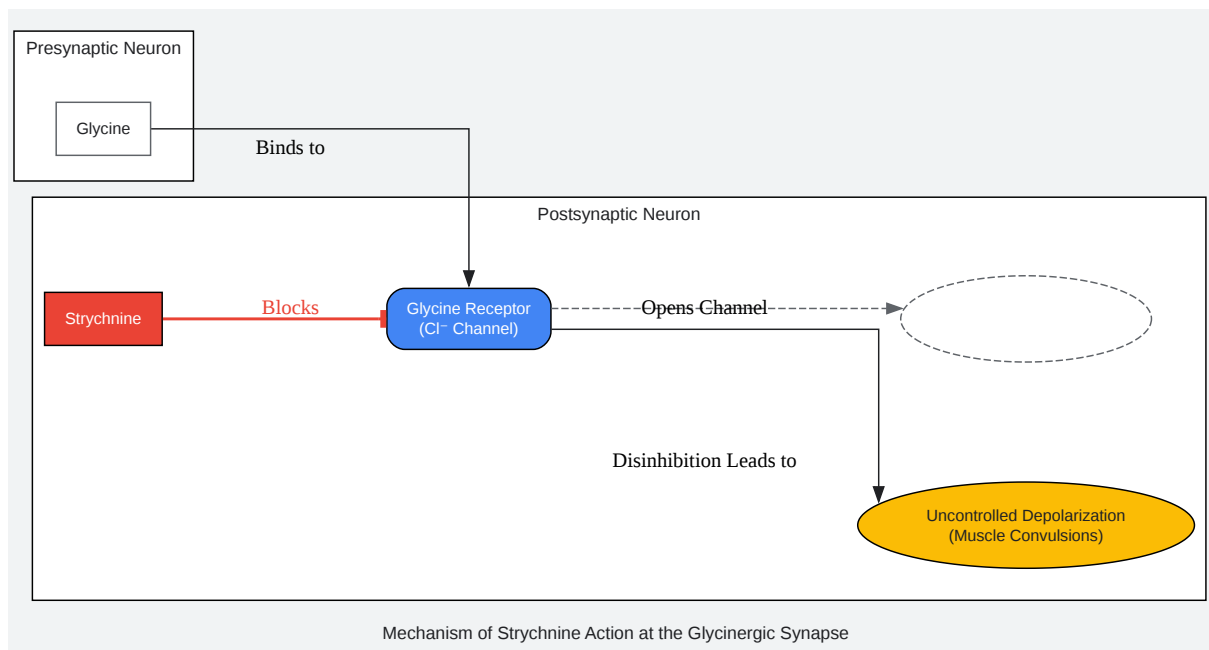 Presynaptic Neuron
Glycine
Binds to
Postsynaptic Neuron
Strychnine
Blocks
Glycine Receptor
(Cl⁻ Channel)
Opens Channel
Disinhibition Leads to
Uncontrolled Depolarization
(Muscle Convulsions)
Mechanism of Strychnine Action at the Glycinergic Synapse